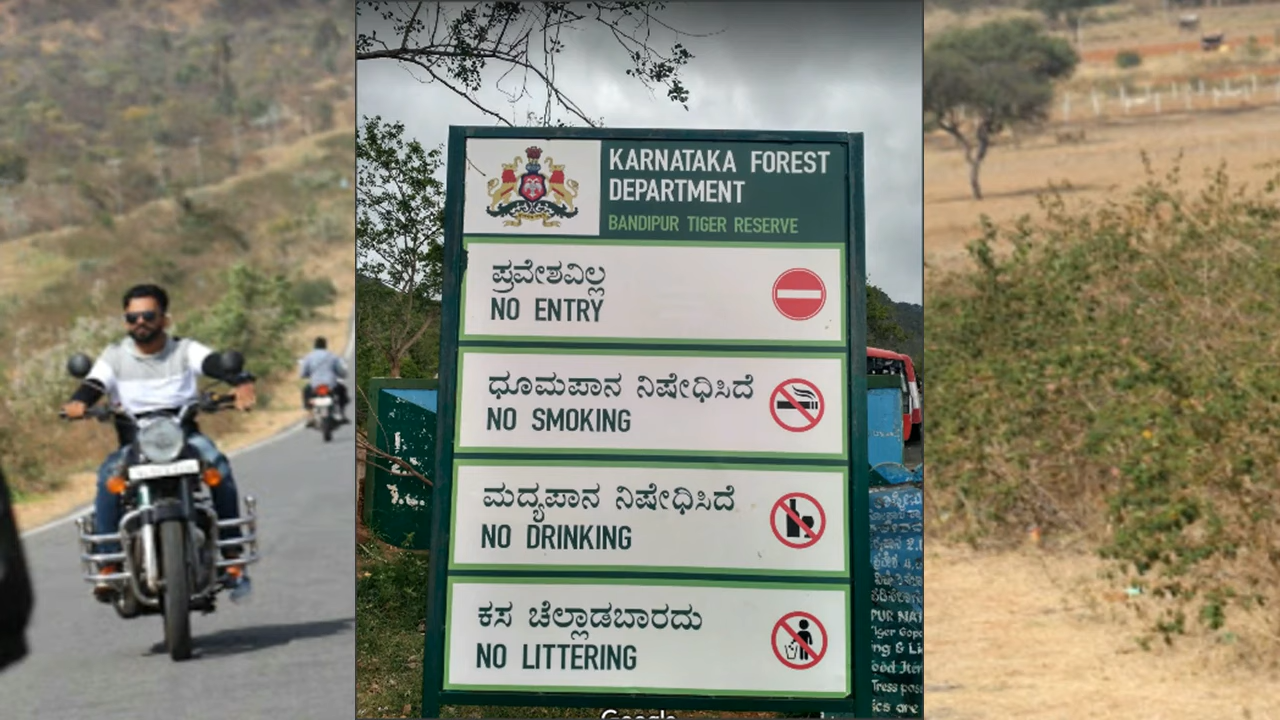 KARNATAKA FOREST
DEPARTMENT
BANDIPUR TIGER RESERVE
ಪ್ರವೇಶವಿಲ್ಲ
NO ENTRY
ಧೂಮಪಾನ ನಿಷೇಧಿಸಿದೆ
NO SMOKING
ಮದ್ಯಪಾನ ನಿಷೇಧಿಸಿದೆ
NO DRINKING
ಕಸ ಚೆಲ್ಲಾಡಬಾರದು
NO LITTERING
Google